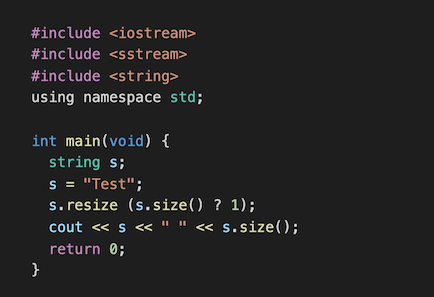 #include <iostream>
#include <sstream>
#include <string>
using namespace std;
int main(void) {
string s;
s = "Test";
s.resize (s.size() ? 1);
cout << s << " " << s.size();
return 0;
}